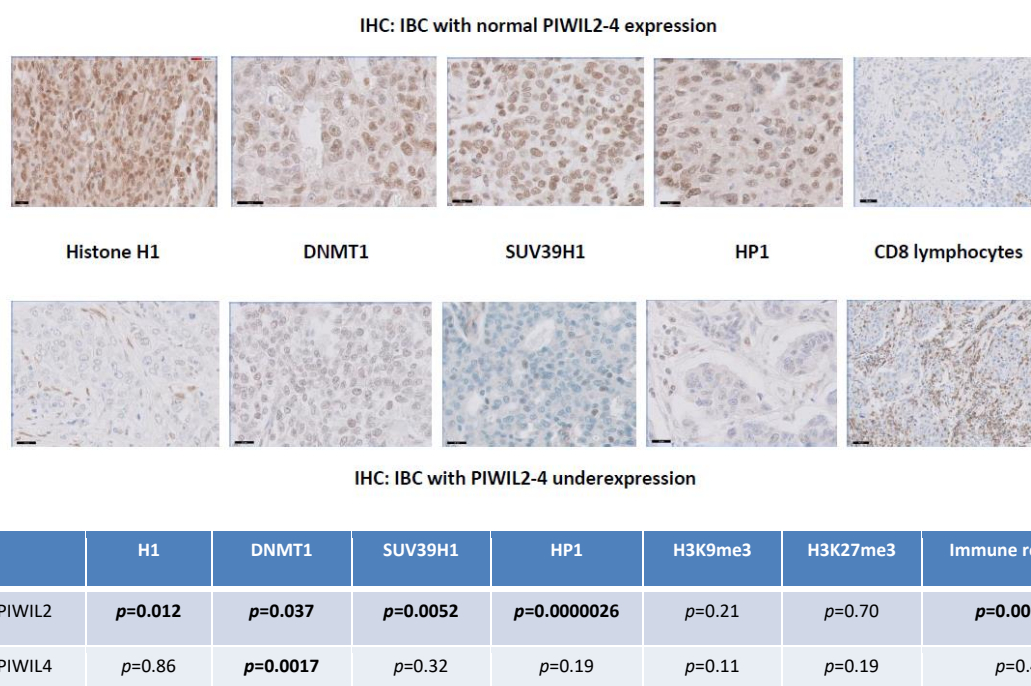 IHC: IBC with normal PIWIL2-4 expression
Histone H1 DNMT1 SUV39H1 HP1 CD8 lymphocytes
IHC: IBC with PIWIL2-4 underexpression
H1 DNMT1 SUV39H1 HP1 H3K9me3 H3K27me3 Immune
PIWIL2 p=0.012 p=0.037 p=0.0052 p=0.0000026 p=0.21 p=0.70 p=0.00
PIWIL4 p=0.86 p=0.0017 p=0.32 p=0.19 p=0.11 p=0.19